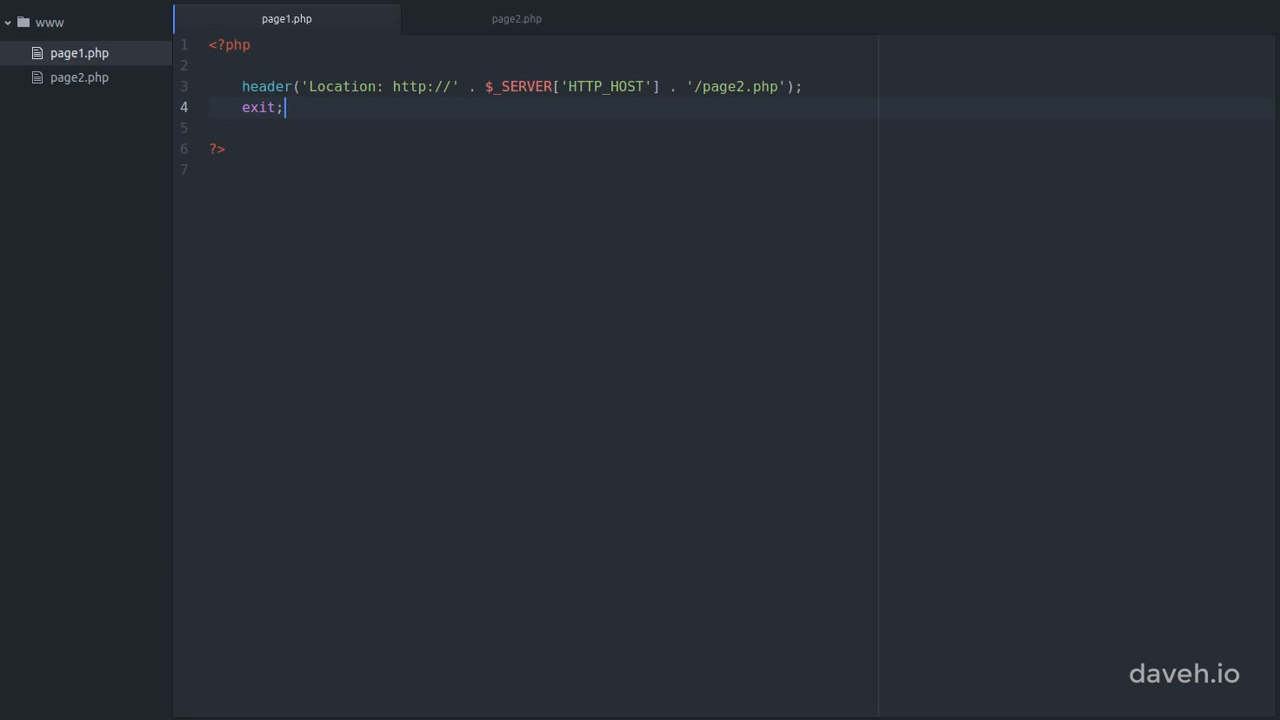 www
page1.php
page2.php
page1.php
page2.php
1 <?php
2
3 header('Location: http://' . $_SERVER['HTTP_HOST'] . '/page2.php');
4 exit;
5
6 ?>
7
daveh.io